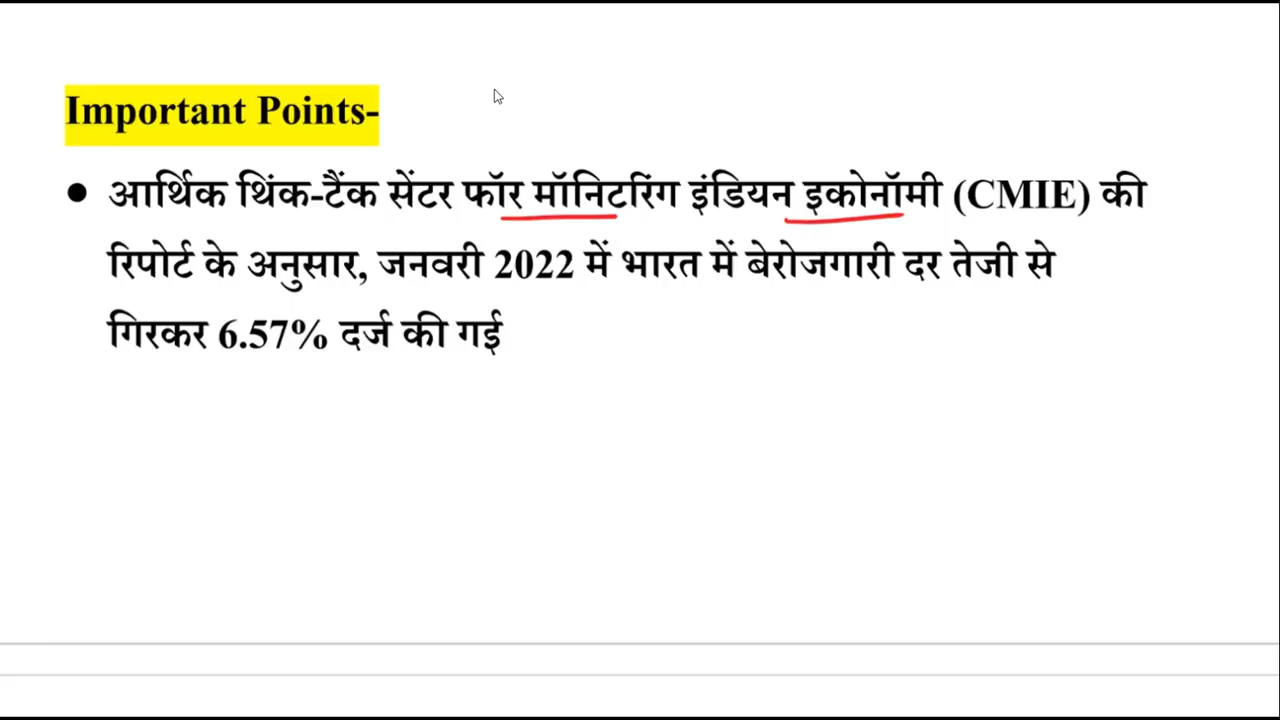 Important Points-
● आर्थिक थिंक-टैंक सेंटर फॉर मॉनिटरिंग इंडियन इकोनॉमी (CMIE) की
रिपोर्ट के अनुसार, जनवरी 2022 में भारत में बेरोजगारी दर तेजी से
गिरकर 6.57% दर्ज की गई